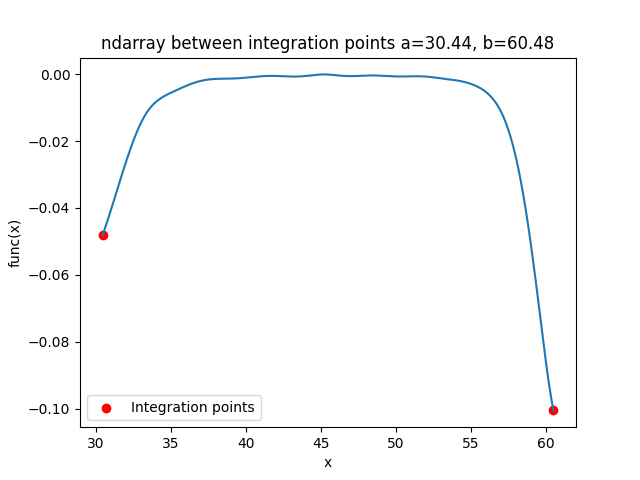 ndarray between integration points a=30.44, b=60.48
0.00
−0.02
−0.04
−0.06
−0.08
−0.10
func(x)
Integration points
30 35 40 45 50 55 60
x